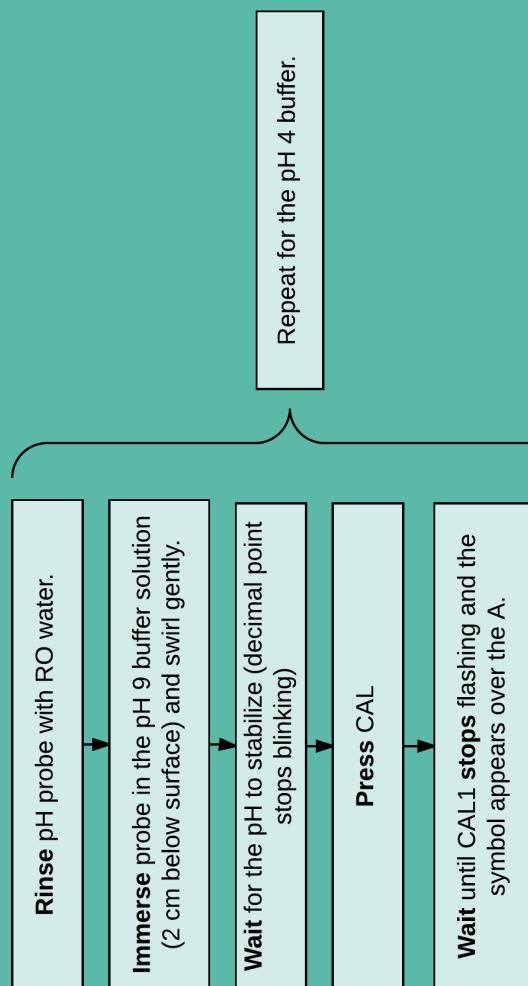 Rinse pH probe with RO water.
Immerse probe in the pH 9 buffer solution
(2 cm below surface) and swirl gently.
Wait for the pH to stabilize (decimal point
stops blinking)
Press CAL
Wait until CAL1 stops flashing and the
symbol appears over the A.
Repeat for the pH 4 buffer.